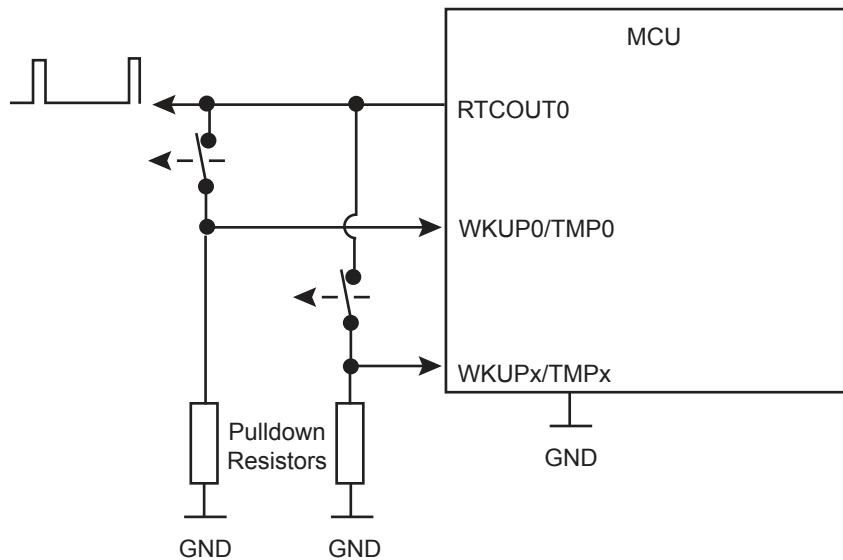 MCU
RTCOUT0
WKUP0/TMP0
WKUPx/TMPx
Pulldown
Resistors
GND
GND
GND